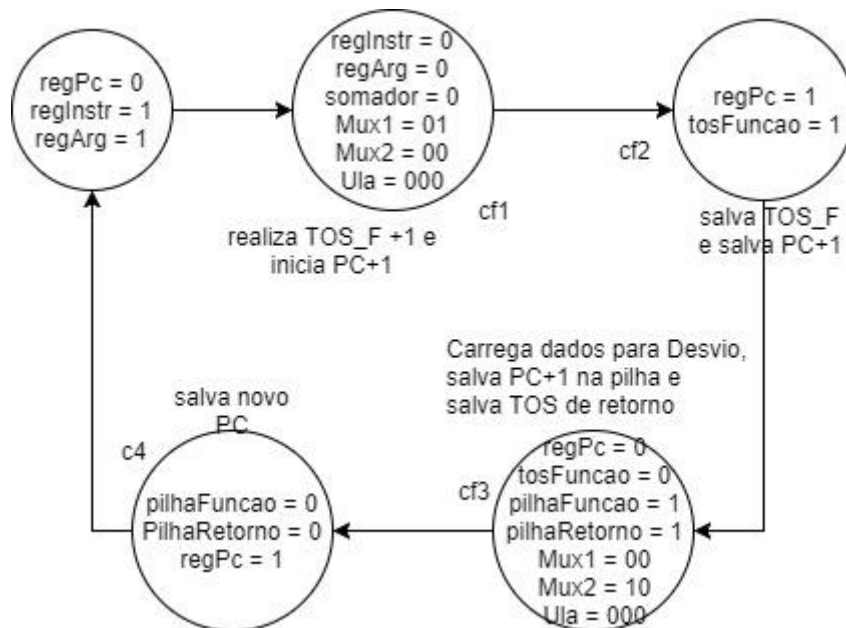 regPc = 0
regInstr = 1
regArg = 1
regInstr = 0
regArg = 0
somador = 0
Mux1 = 01
Mux2 = 00
Ula = 000
cf1
realiza TOS_F +1 e
inicia PC+1
regPc = 1
tosFuncao = 1
cf2
salva TOS_F
e salva PC+1
Carrega dados para Desvio,
salva PC+1 na pilha e
salva TOS de retorno
regPc = 0
tosFuncao = 0
pilhaFuncao = 1
pilhaRetorno = 1
Mux1 = 00
Mux2 = 10
Ula = 000
cf3
salva novo
PC
c4
pilhaFuncao = 0
PilhaRetorno = 0
regPc = 1